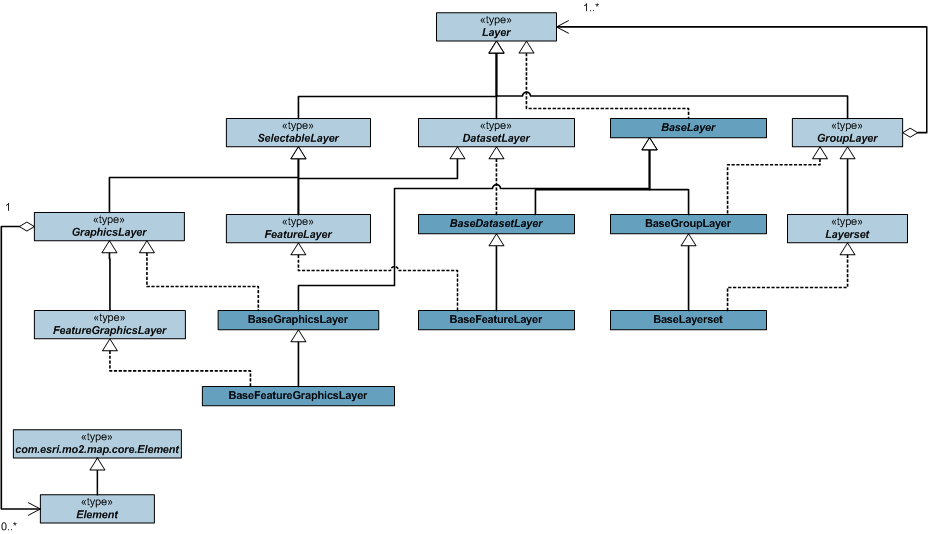 1..*
«type»
Layer
«type»
SelectableLayer
«type»
DatasetLayer
BaseLayer
«type»
GroupLayer
1
«type»
GraphicsLayer
«type»
FeatureLayer
BaseDatasetLayer
BaseGroupLayer
«type»
Layerset
«type»
FeatureGraphicsLayer
BaseGraphicsLayer
BaseFeatureLayer
BaseLayerset
BaseFeatureGraphicsLayer
«type»
com.esri.mo2.map.core.Element
«type»
Element
0..*